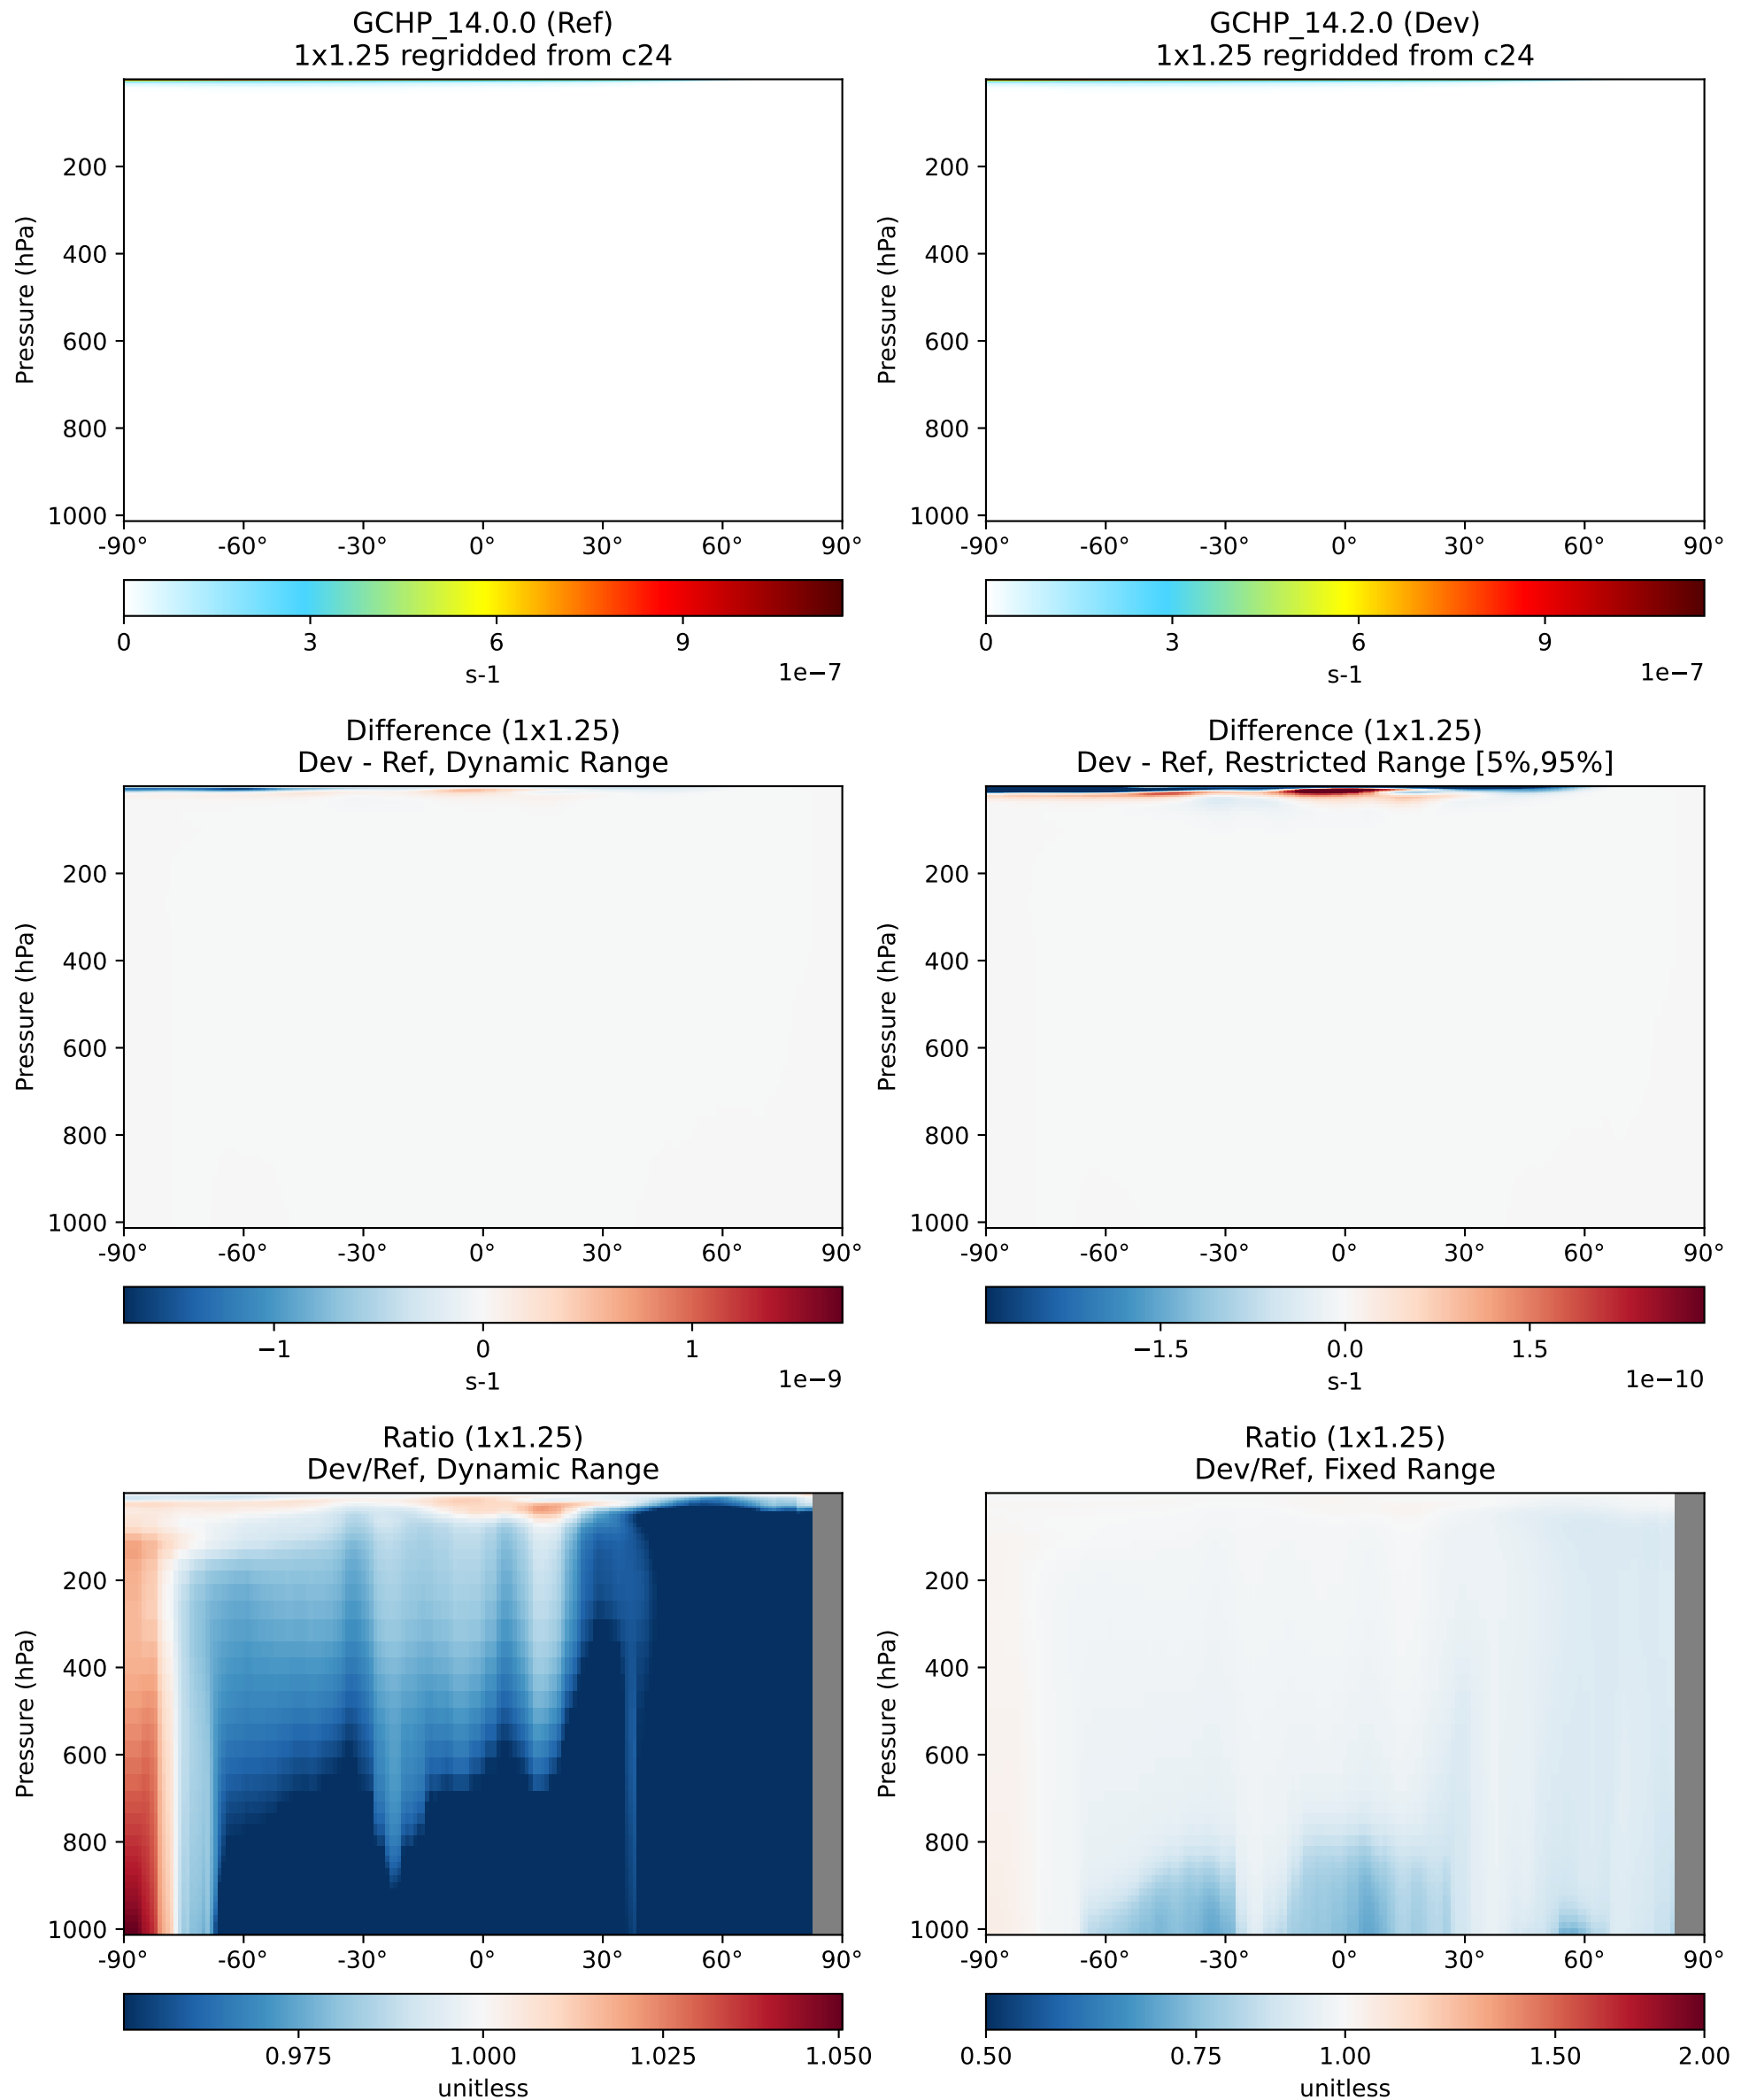 GCHP_14.0.0 (Ref)
1x1.25 regridded from c24
Pressure (hPa)
200
400
600
800
1000
-90° -60° -30° 0° 30° 60° 90°
0 3 6 9
s-1
1e−7
GCHP_14.2.0 (Dev)
1x1.25 regridded from c24
Pressure (hPa)
200
400
600
800
1000
-90° -60° -30° 0° 30° 60° 90°
0 3 6 9
s-1
1e−7
Difference (1x1.25)
Dev - Ref, Dynamic Range
Pressure (hPa)
200
400
600
800
1000
-90° -60° -30° 0° 30° 60° 90°
−1 0 1
s-1
1e−9
Difference (1x1.25)
Dev - Ref, Restricted Range [5%,95%]
Pressure (hPa)
200
400
600
800
1000
-90° -60° -30° 0° 30° 60° 90°
−1.5 0.0 1.5
s-1
1e−10
Ratio (1x1.25)
Dev/Ref, Dynamic Range
Pressure (hPa)
200
400
600
800
1000
-90° -60° -30° 0° 30° 60° 90°
0.975 1.000 1.025 1.050
unitless
Ratio (1x1.25)
Dev/Ref, Fixed Range
Pressure (hPa)
200
400
600
800
1000
-90° -60° -30° 0° 30° 60° 90°
0.50 0.75 1.00 1.50 2.00
unitless